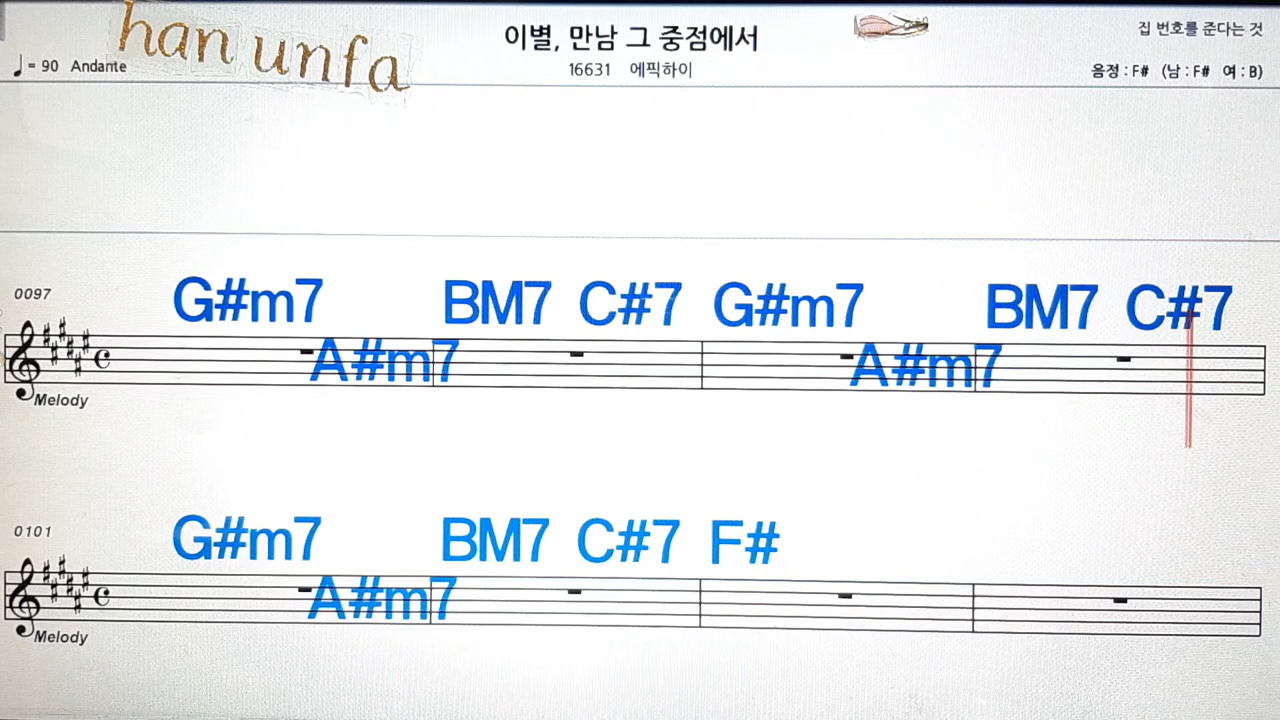 han unfa
이별, 만남 그 중점에서
집 번호를 준다는 것
♩= 90 Andante
16631 에픽하이
음정 : F# (남 : F# 여 : B)
0097
G#m7 BM7 C#7 G#m7 BM7 C#7
A#m7 A#m7
Melody
0101
G#m7 BM7 C#7 F#
A#m7
Melody